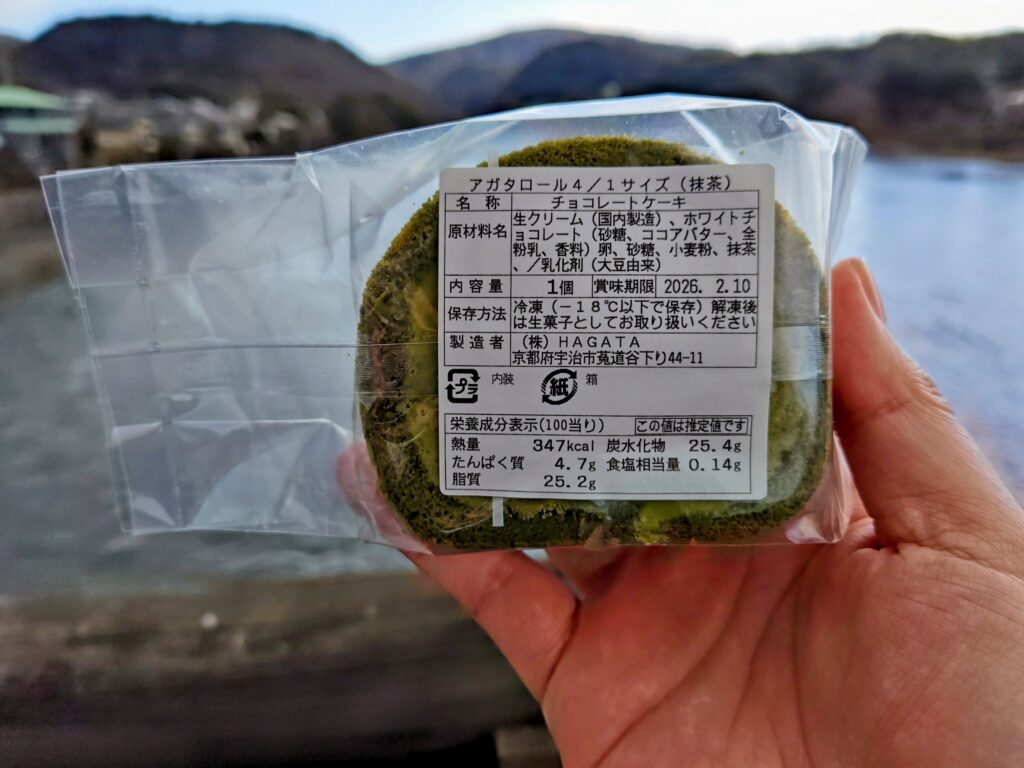 アガタロール4／1サイズ（抹茶）
名 称 チョコレートケーキ
原材料名 生クリーム（国内製造）、ホワイトチ
ョコレート（砂糖、ココアバター、全
粉乳、香料）卵、砂糖、小麦粉、抹茶
、／乳化剤（大豆由来）
内容量 1個 賞味期限 2026. 2.10
保存方法 冷凍（－18℃以下で保存）解凍後
は生菓子としてお取り扱いください
製造者 （株）HAGATA
京都府宇治市菟道谷下り44-11
プラ 内装 紙 箱
栄養成分表示(100当り) この値は推定値です
熱量 347kcal 炭水化物 25.4g
たんぱく質 4.7g 食塩相当量 0.14g
脂質 25.2g